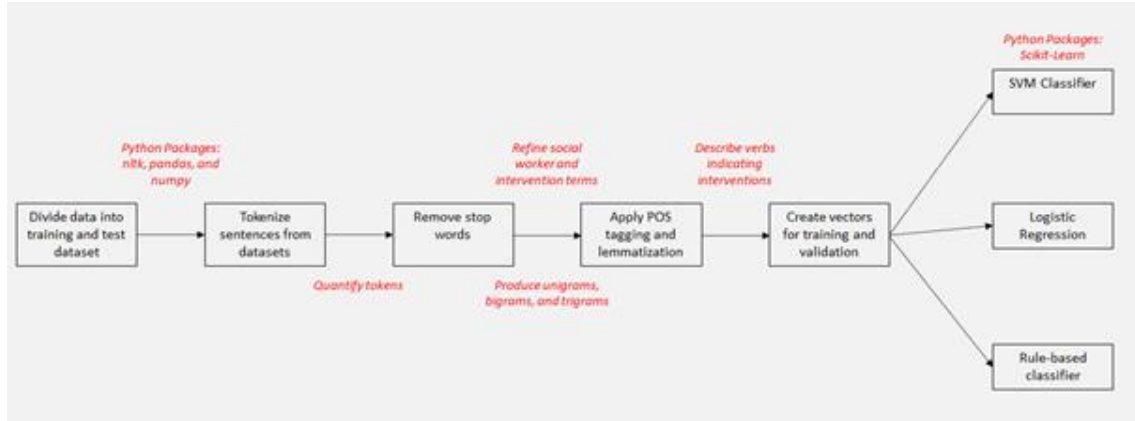 Python Packages:
Scikit-Learn
SVM Classifier
Python Packages:
nltk, pandas, and
numpy
Refine social
worker and
intervention terms
Describe verbs
indicating
interventions
Divide data into
training and test
dataset
Tokenize
sentences from
datasets
Remove stop
words
Apply POS
tagging and
lemmatization
Create vectors
for training and
validation
Logistic
Regression
Quantify tokens
Produce unigrams,
bigrams, and trigrams
Rule-based
classifier